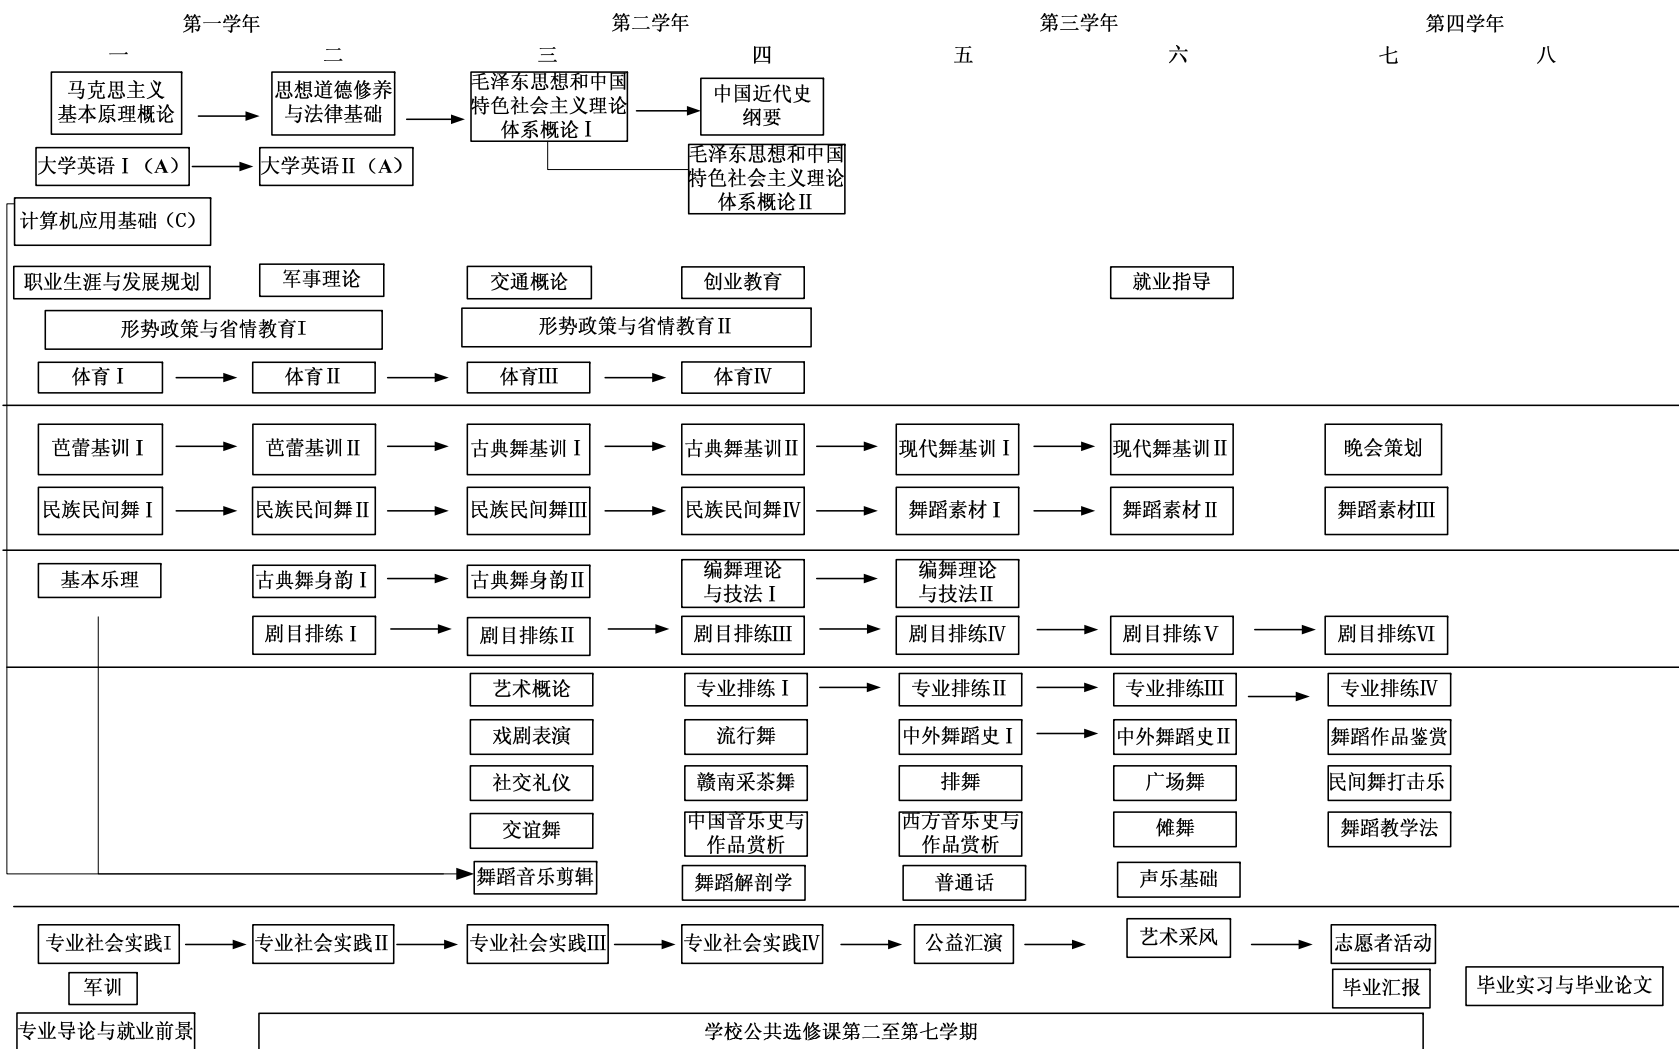 第一学年
第二学年
第三学年
第四学年
一
二
三
四
五
六
七
八
马克思主义
基本原理概论
思想道德修养
与法律基础
毛泽东思想和中国
特色社会主义理论
体系概论Ⅰ
中国近代史
纲要
大学英语Ⅰ（A）
大学英语Ⅱ（A）
毛泽东思想和中国
特色社会主义理论
体系概论Ⅱ
计算机应用基础（C）
职业生涯与发展规划
军事理论
交通概论
创业教育
就业指导
形势政策与省情教育Ⅰ
形势政策与省情教育Ⅱ
体育Ⅰ
体育Ⅱ
体育Ⅲ
体育Ⅳ
芭蕾基训Ⅰ
芭蕾基训Ⅱ
古典舞基训Ⅰ
古典舞基训Ⅱ
现代舞基训Ⅰ
现代舞基训Ⅱ
晚会策划
民族民间舞Ⅰ
民族民间舞Ⅱ
民族民间舞Ⅲ
民族民间舞Ⅳ
舞蹈素材Ⅰ
舞蹈素材Ⅱ
舞蹈素材Ⅲ
基本乐理
古典舞身韵Ⅰ
古典舞身韵Ⅱ
编舞理论
与技法Ⅰ
编舞理论
与技法Ⅱ
剧目排练Ⅰ
剧目排练Ⅱ
剧目排练Ⅲ
剧目排练Ⅳ
剧目排练Ⅴ
剧目排练Ⅵ
艺术概论
专业排练Ⅰ
专业排练Ⅱ
专业排练Ⅲ
专业排练Ⅳ
戏剧表演
流行舞
中外舞蹈史Ⅰ
中外舞蹈史Ⅱ
舞蹈作品鉴赏
社交礼仪
赣南采茶舞
排舞
广场舞
民间舞打击乐
交谊舞
中国音乐史与
作品赏析
西方音乐史与
作品赏析
傩舞
舞蹈教学法
舞蹈音乐剪辑
舞蹈解剖学
普通话
声乐基础
专业社会实践Ⅰ
专业社会实践Ⅱ
专业社会实践Ⅲ
专业社会实践Ⅳ
公益汇演
艺术采风
志愿者活动
军训
毕业汇报
毕业实习与毕业论文
专业导论与就业前景
学校公共选修课第二至第七学期